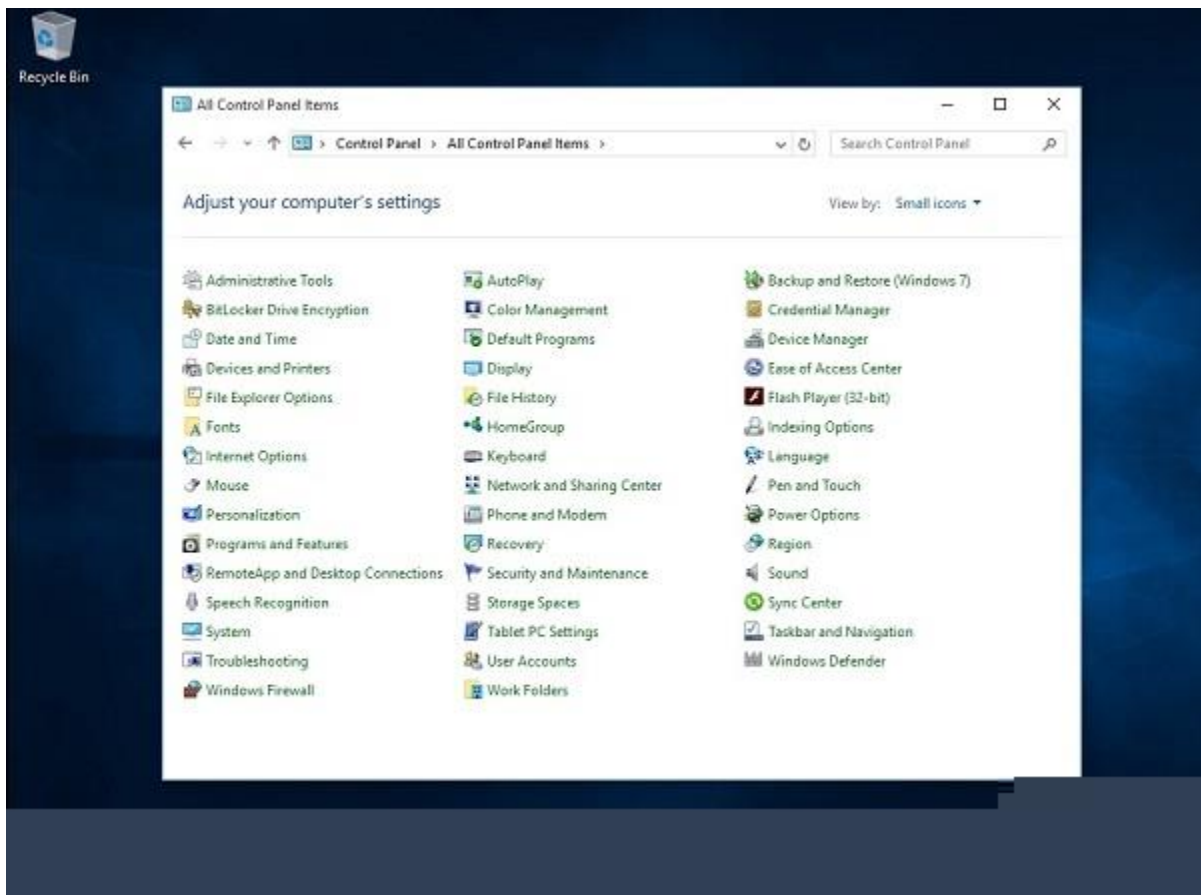 Recycle Bin
All Control Panel Items
Control Panel > All Control Panel Items >
Search Control Panel
Adjust your computer's settings
View by: Small icons
Administrative Tools
AutoPlay
Backup and Restore (Windows 7)
BitLocker Drive Encryption
Color Management
Credential Manager
Date and Time
Default Programs
Device Manager
Devices and Printers
Display
Ease of Access Center
File Explorer Options
File History
Flash Player (32-bit)
Fonts
HomeGroup
Indexing Options
Internet Options
Keyboard
Language
Mouse
Network and Sharing Center
Pen and Touch
Personalization
Phone and Modem
Power Options
Programs and Features
Recovery
Region
RemoteApp and Desktop Connections
Security and Maintenance
Sound
Speech Recognition
Storage Spaces
Sync Center
System
Tablet PC Settings
Taskbar and Navigation
Troubleshooting
User Accounts
Windows Defender
Windows Firewall
Work Folders